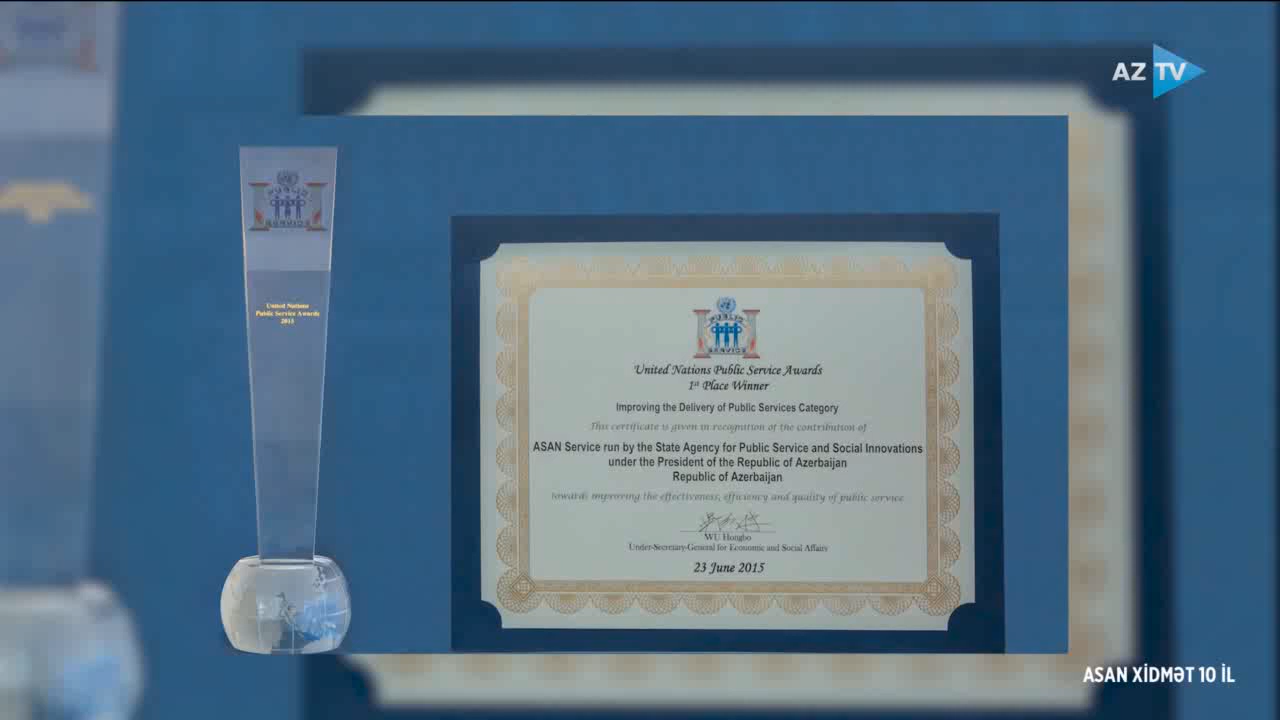 AZ TV
PUBLIC
SERVICE
United Nations
Public Service Awards
2015
PUBLIC
SERVICE
United Nations Public Service Awards
1st Place Winner
Improving the Delivery of Public Services Category
This certificate is given in recognition of the contribution of
ASAN Service run by the State Agency for Public Service and Social Innovations
under the President of the Republic of Azerbaijan
Republic of Azerbaijan
towards improving the effectiveness, efficiency and quality of public service
WU Hongbo
Under-Secretary-General for Economic and Social Affairs
23 June 2015
ASAN XİDMƏT 10 İL